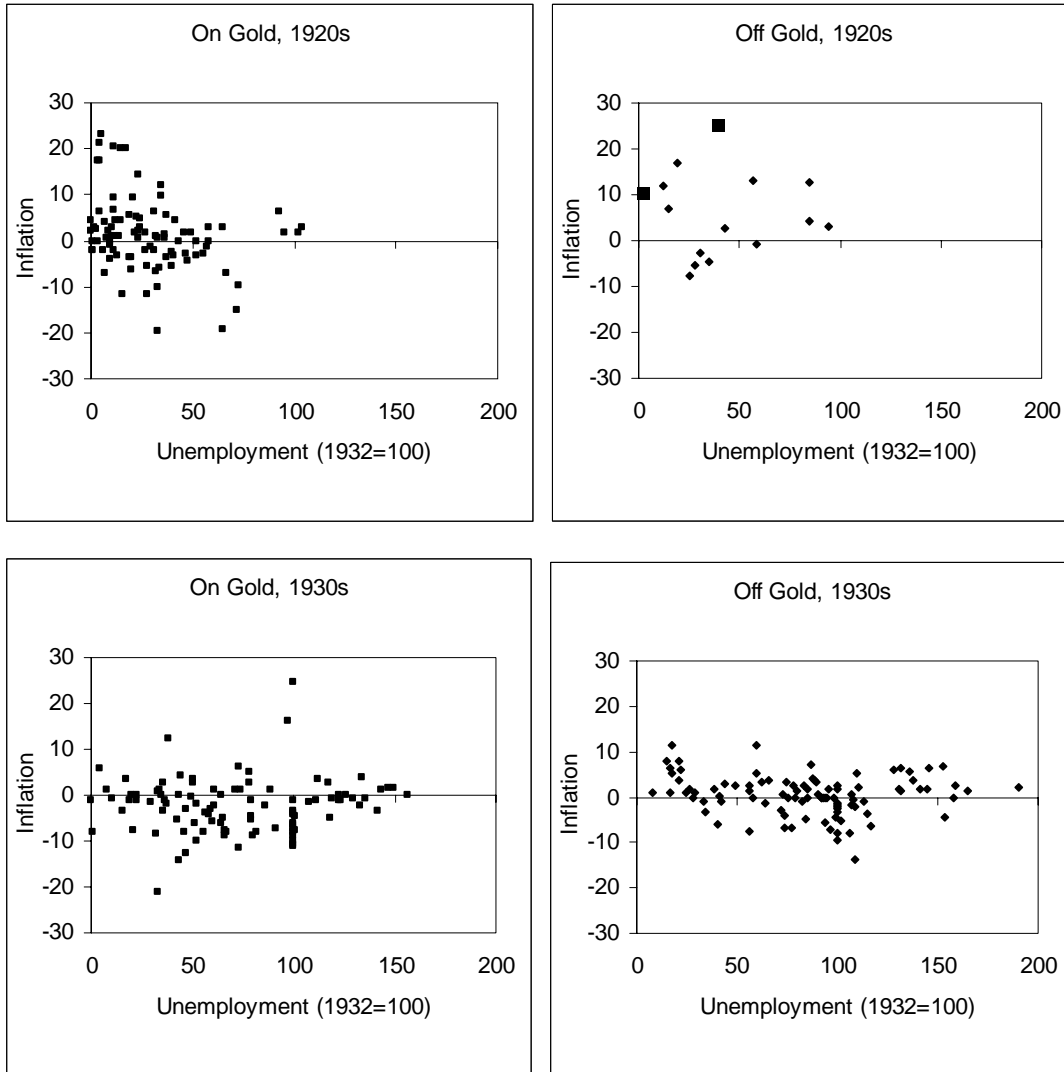 On Gold, 1920s
30
20
10
0
-10
-20
-30
Inflation
0 50 100 150 200
Unemployment (1932=100)
Off Gold, 1920s
30
20
10
0
-10
-20
-30
Inflation
0 50 100 150 200
Unemployment (1932=100)
On Gold, 1930s
30
20
10
0
-10
-20
-30
Inflation
0 50 100 150 200
Unemployment (1932=100)
Off Gold, 1930s
30
20
10
0
-10
-20
-30
Inflation
0 50 100 150 200
Unemployment (1932=100)